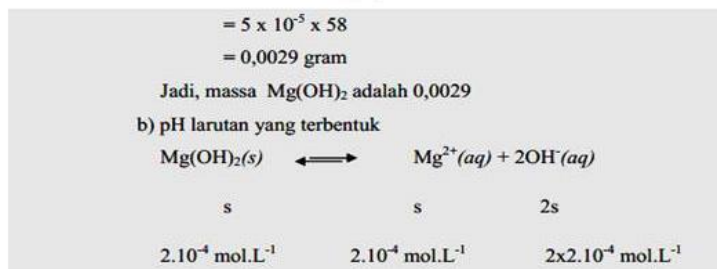 = 5 x 10⁻⁵ x 58
= 0,0029 gram
Jadi, massa Mg(OH)₂ adalah 0,0029
b) pH larutan yang terbentuk
Mg(OH)₂(s) ⇌ Mg²⁺(aq) + 2OH⁻(aq)
s s 2s
2.10⁻⁴ mol.L⁻¹ 2.10⁻⁴ mol.L⁻¹ 2x2.10⁻⁴ mol.L⁻¹